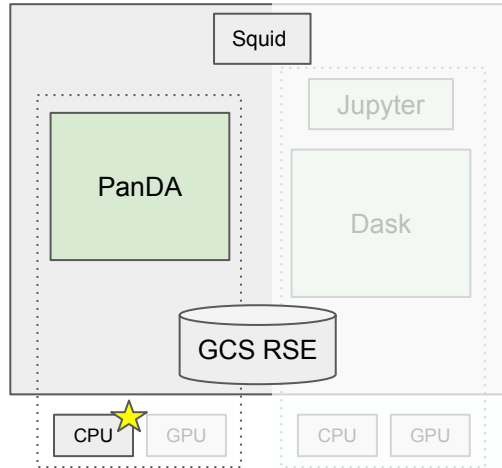 Squid
Jupyter
PanDA
Dask
GCS RSE
CPU
GPU
CPU
GPU